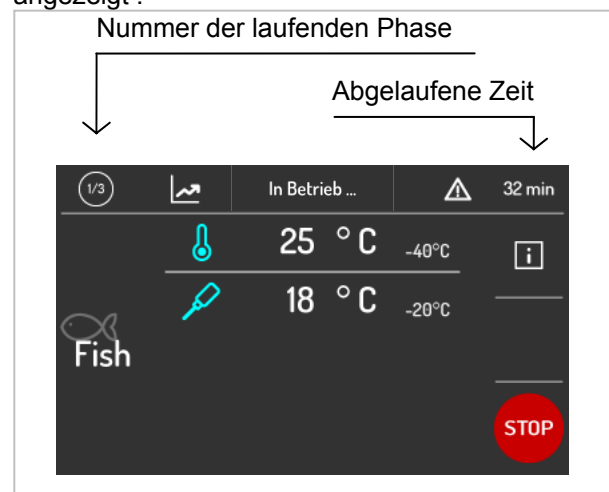 angezeigt :
Nummer der laufenden Phase
Abgelaufene Zeit
1/3 In Betrieb ... 32 min
25 °C -40°C i
18 °C -20°C
Fish
STOP